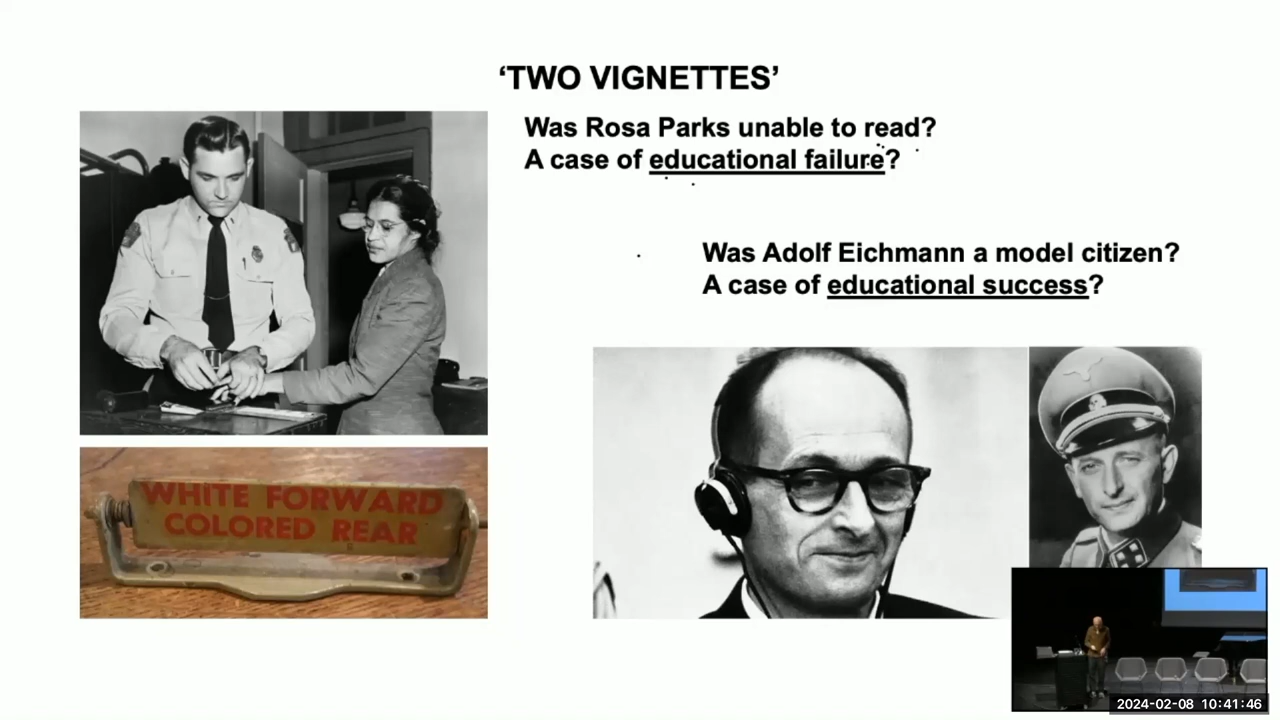 ‘TWO VIGNETTES’
Was Rosa Parks unable to read?
A case of educational failure?
Was Adolf Eichmann a model citizen?
A case of educational success?
WHITE FORWARD
COLORED REAR
2024-02-08 10:41:46